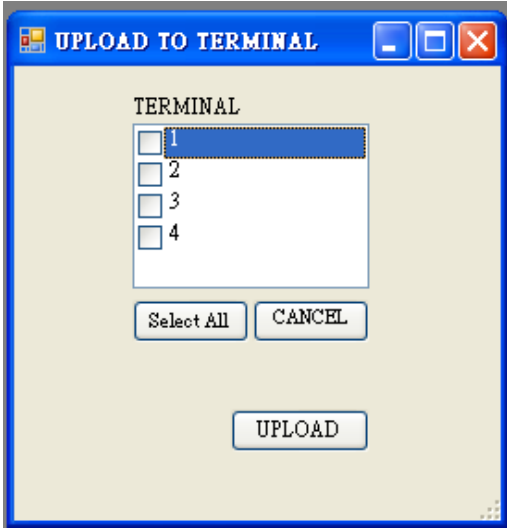 UPLOAD TO TERMINAL
TERMINAL
1
2
3
4
Select All CANCEL
UPLOAD